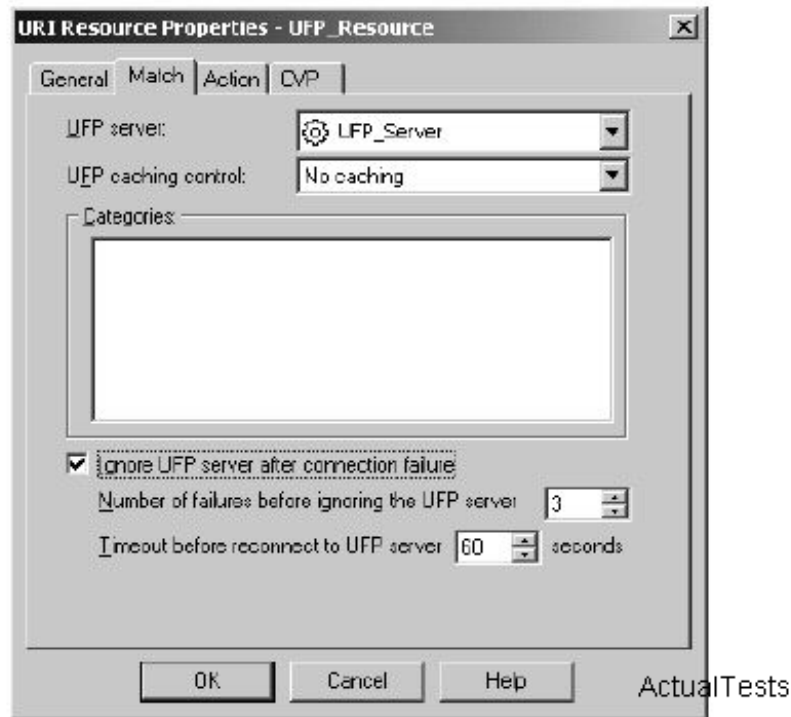 URI Resource Properties - UFP_Resource
General Match Action CVP
UFP server: UFP_Server
UFP caching control: No caching
Categories:
Ignore UFP server after connection failure
Number of failures before ignoring the UFP server 3
Timeout before reconnect to UFP server 60 seconds
OK Cancel Help
ActualTests